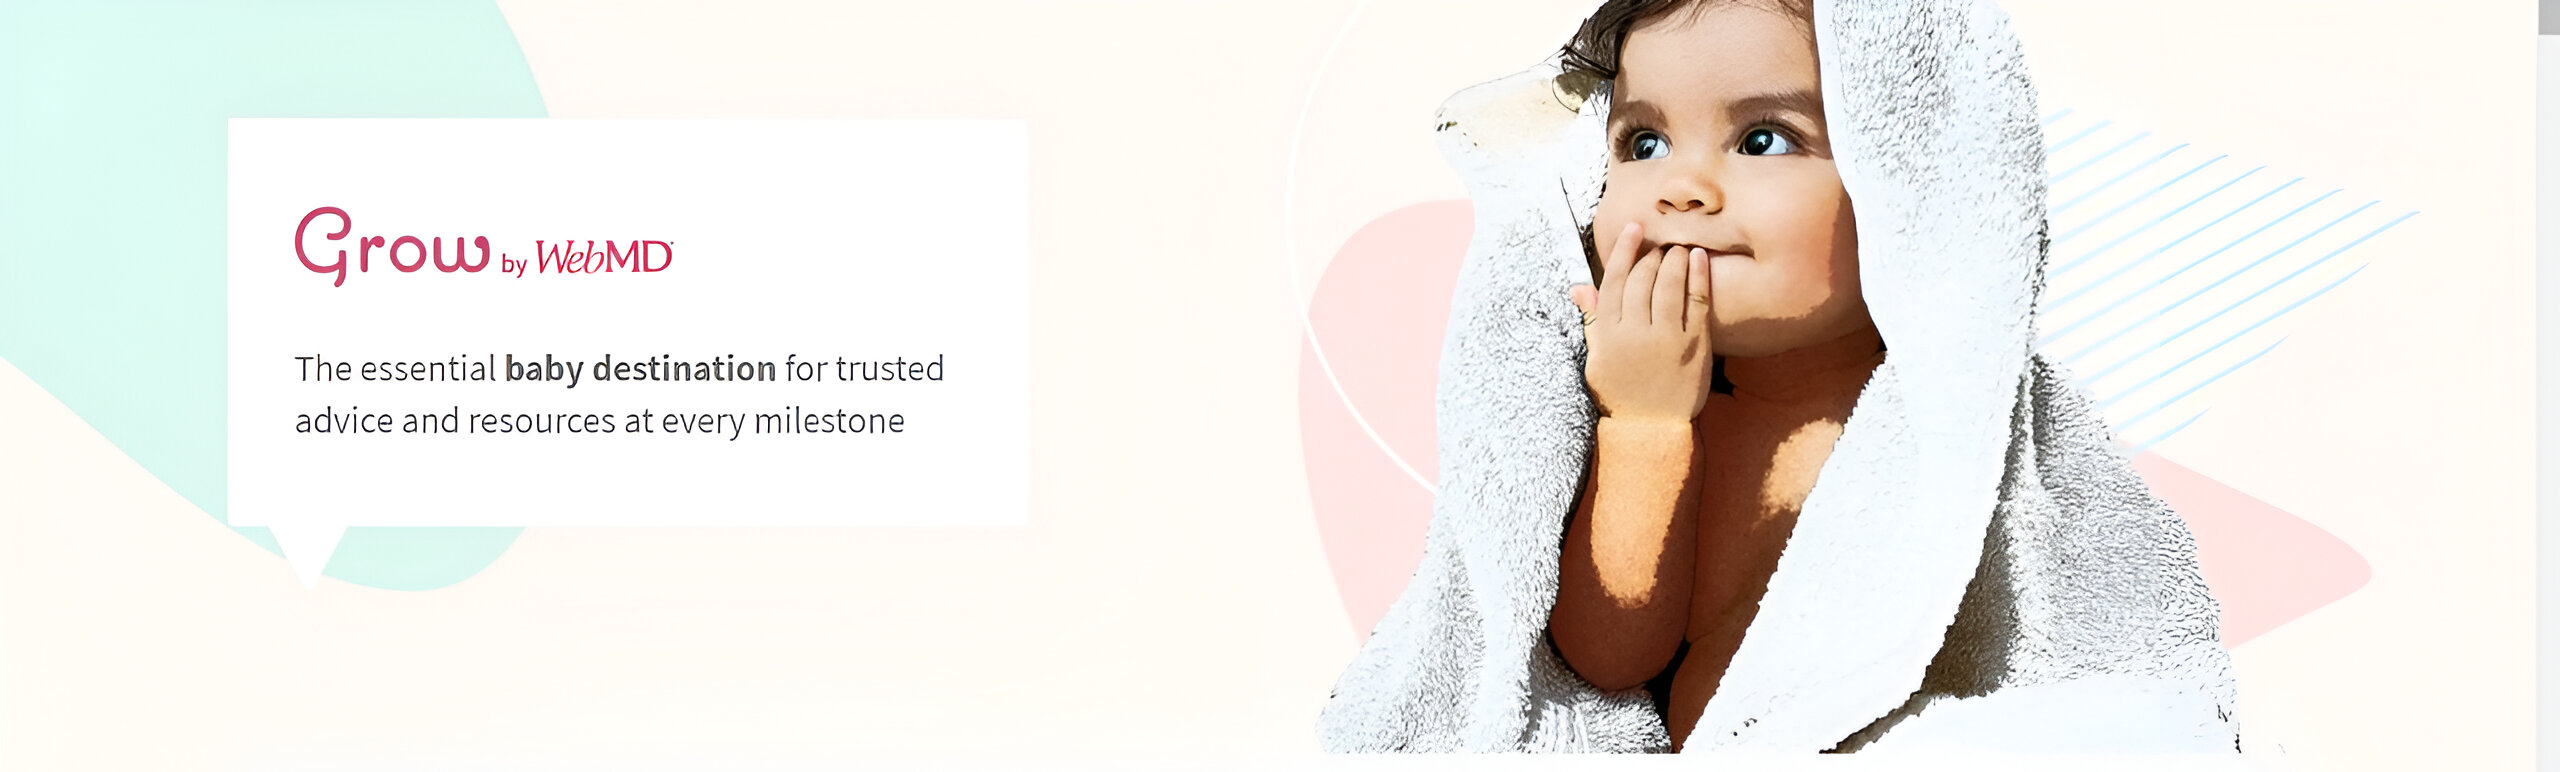 Grow by WebMD
The essential baby destination for trusted
advice and resources at every milestone